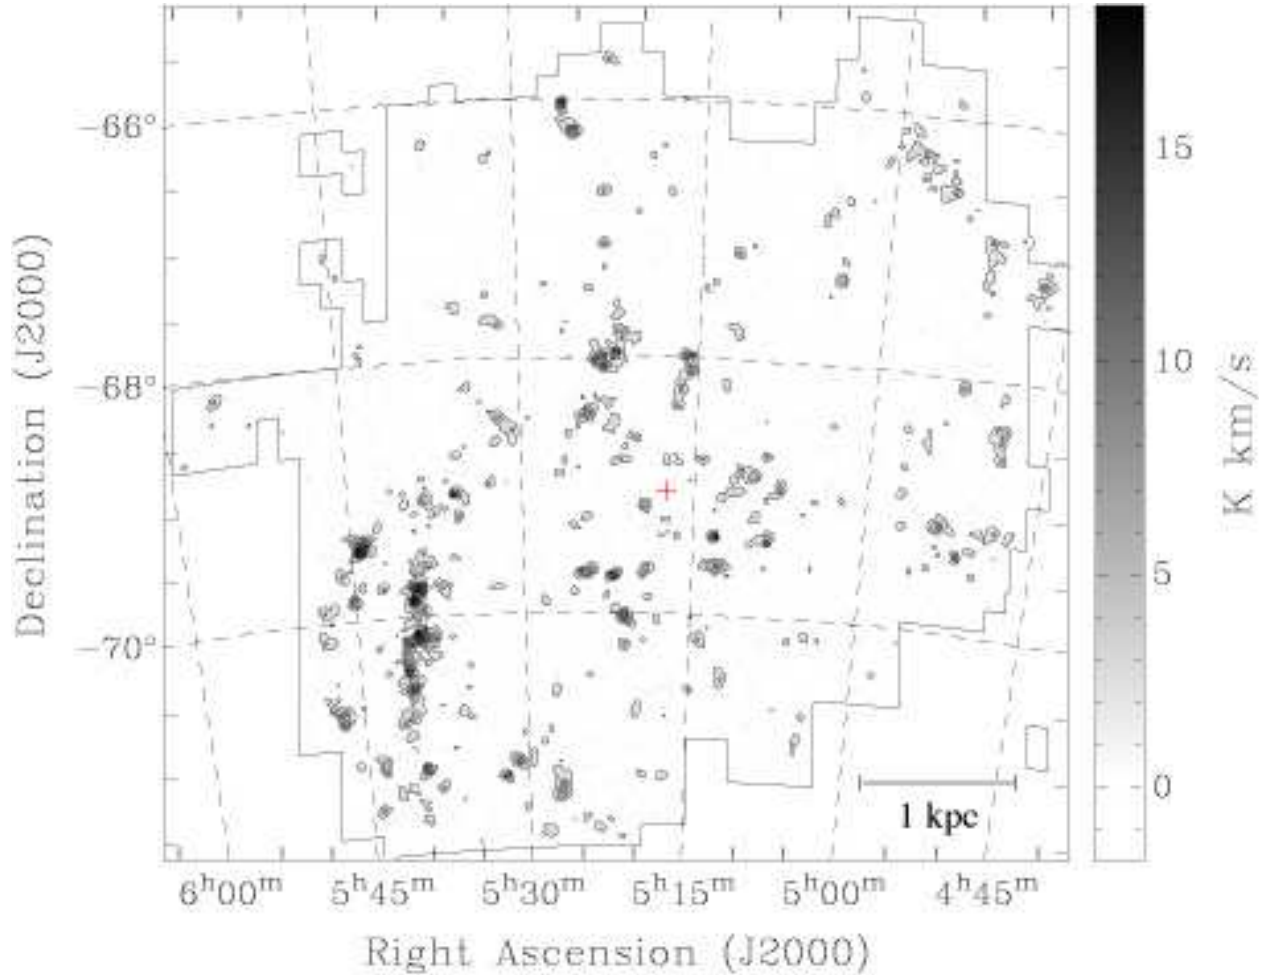 −66°
−68°
−70°
Declination (J2000)
6ʰ00ᵐ 5ʰ45ᵐ 5ʰ30ᵐ 5ʰ15ᵐ 5ʰ00ᵐ 4ʰ45ᵐ
Right Ascension (J2000)
1 kpc
15
10
5
0
K km/s